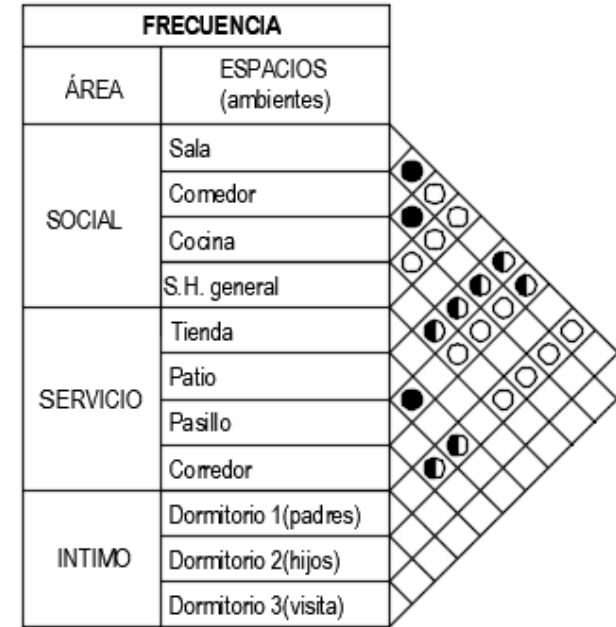 FRECUENCIA
ÁREA
ESPACIOS
(ambientes)
SOCIAL
Sala
Comedor
Cocina
S.H. general
SERVICIO
Tienda
Patio
Pasillo
Corredor
INTIMO
Dormitorio 1(padres)
Dormitorio 2(hijos)
Dormitorio 3(visita)